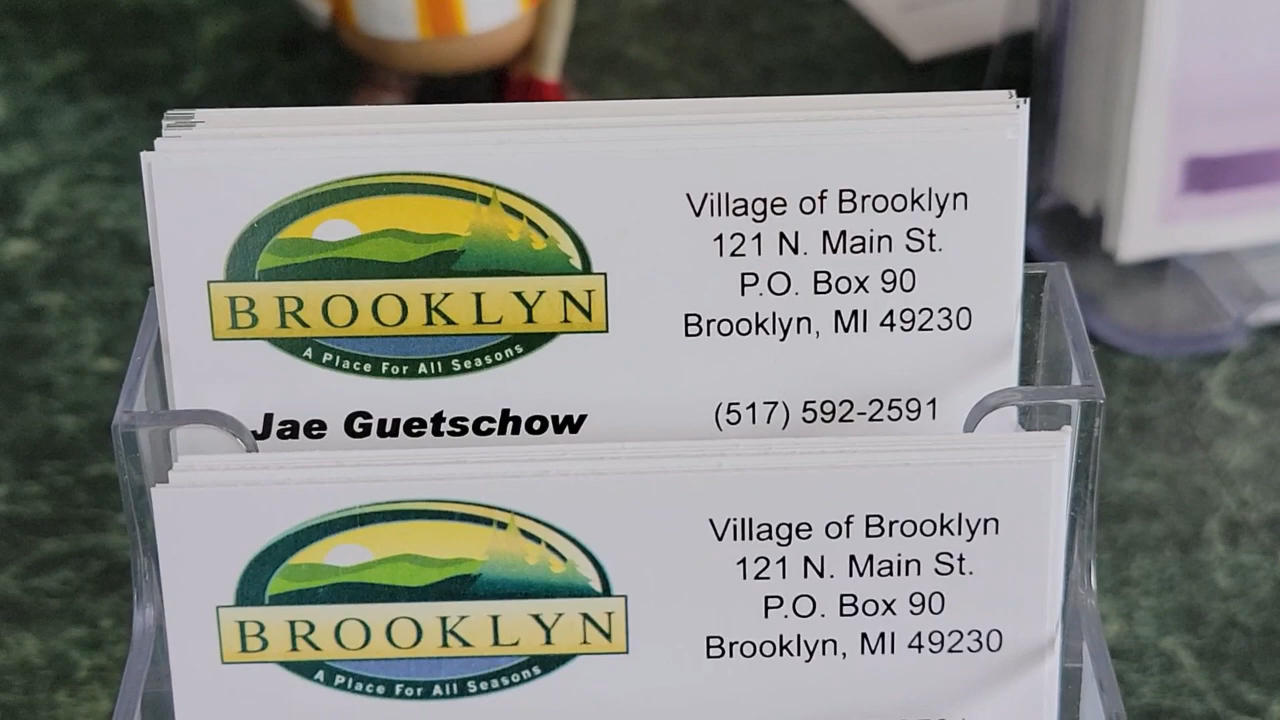 BROOKLYN
A Place For All Seasons
Village of Brooklyn
121 N. Main St.
P.O. Box 90
Brooklyn, MI 49230
Jae Guetschow
(517) 592-2591
BROOKLYN
A Place For All Seasons
Village of Brooklyn
121 N. Main St.
P.O. Box 90
Brooklyn, MI 49230